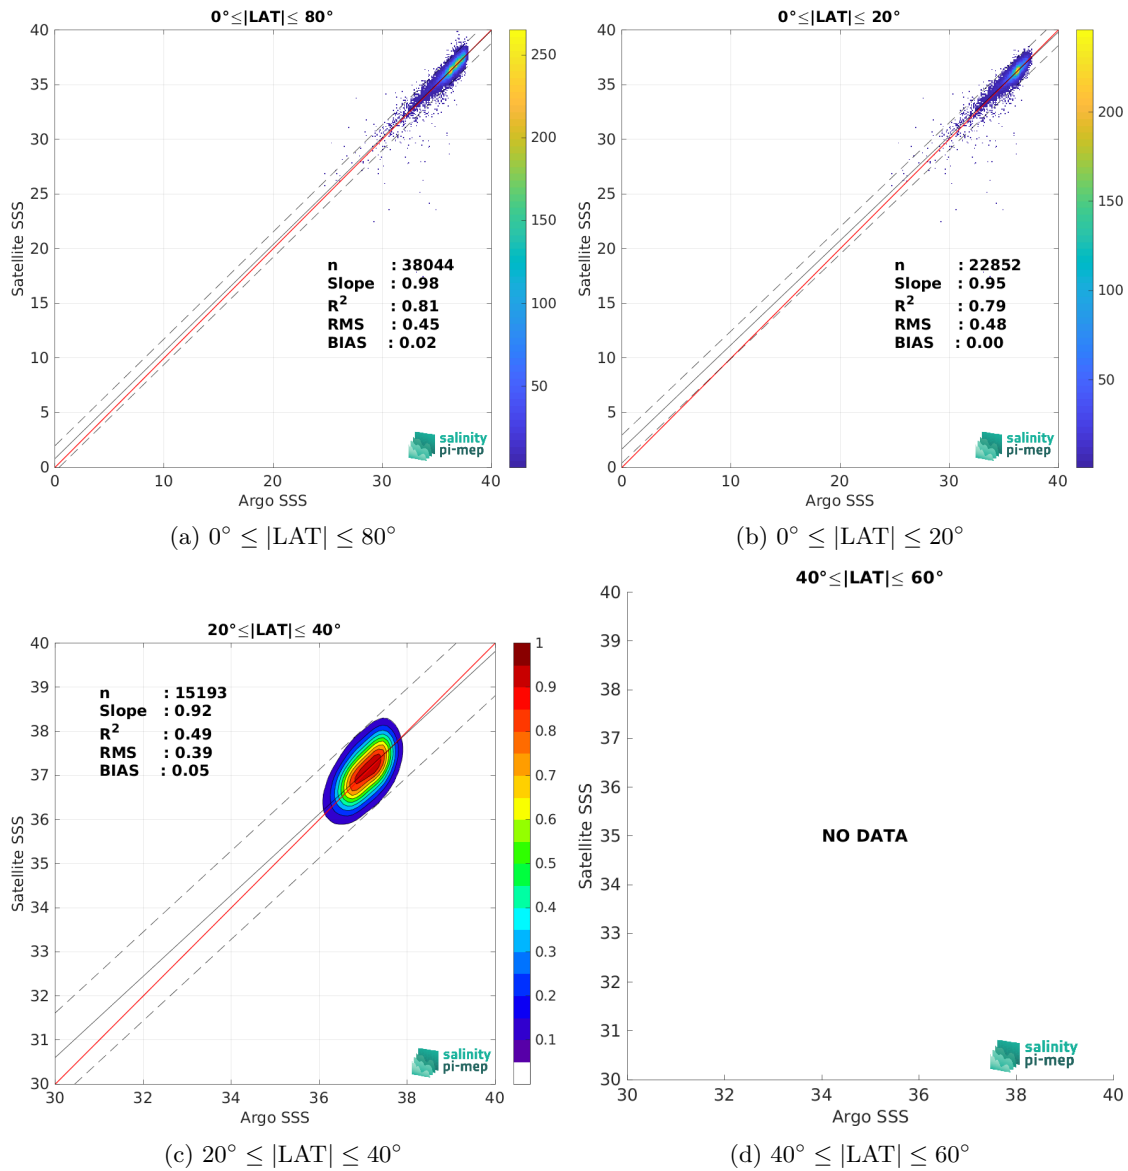 0°≤|LAT|≤ 80°
40
35
30
25
20
15
10
5
0
Satellite SSS
n : 38044
Slope : 0.98
R2 : 0.81
RMS : 0.45
BIAS : 0.02
salinity
pi-mep
0 10 20 30 40
Argo SSS
250
200
150
100
50
(a) 0° ≤ |LAT| ≤ 80°
0°≤|LAT|≤ 20°
40
35
30
25
20
15
10
5
0
Satellite SSS
n : 22852
Slope : 0.95
R2 : 0.79
RMS : 0.48
BIAS : 0.00
salinity
pi-mep
0 10 20 30 40
Argo SSS
200
150
100
50
(b) 0° ≤ |LAT| ≤ 20°
20°≤|LAT|≤ 40°
40
39
38
37
36
35
34
33
32
31
30
Satellite SSS
n : 15193
Slope : 0.92
R2 : 0.49
RMS : 0.39
BIAS : 0.05
salinity
pi-mep
30 32 34 36 38 40
Argo SSS
1
0.9
0.8
0.7
0.6
0.5
0.4
0.3
0.2
0.1
(c) 20° ≤ |LAT| ≤ 40°
40°≤|LAT|≤ 60°
40
39
38
37
36
35
34
33
32
31
30
Satellite SSS
NO DATA
salinity
pi-mep
30 32 34 36 38 40
Argo SSS
(d) 40° ≤ |LAT| ≤ 60°